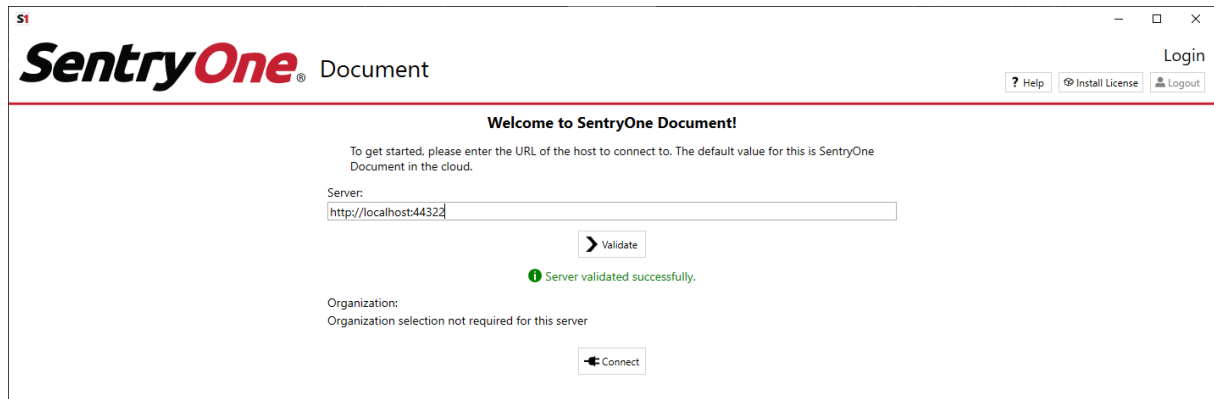 S1
SentryOne® Document
Login
? Help Install License Logout
Welcome to SentryOne Document!
To get started, please enter the URL of the host to connect to. The default value for this is SentryOne
Document in the cloud.
Server:
http://localhost:44322
Validate
Server validated successfully.
Organization:
Organization selection not required for this server
Connect